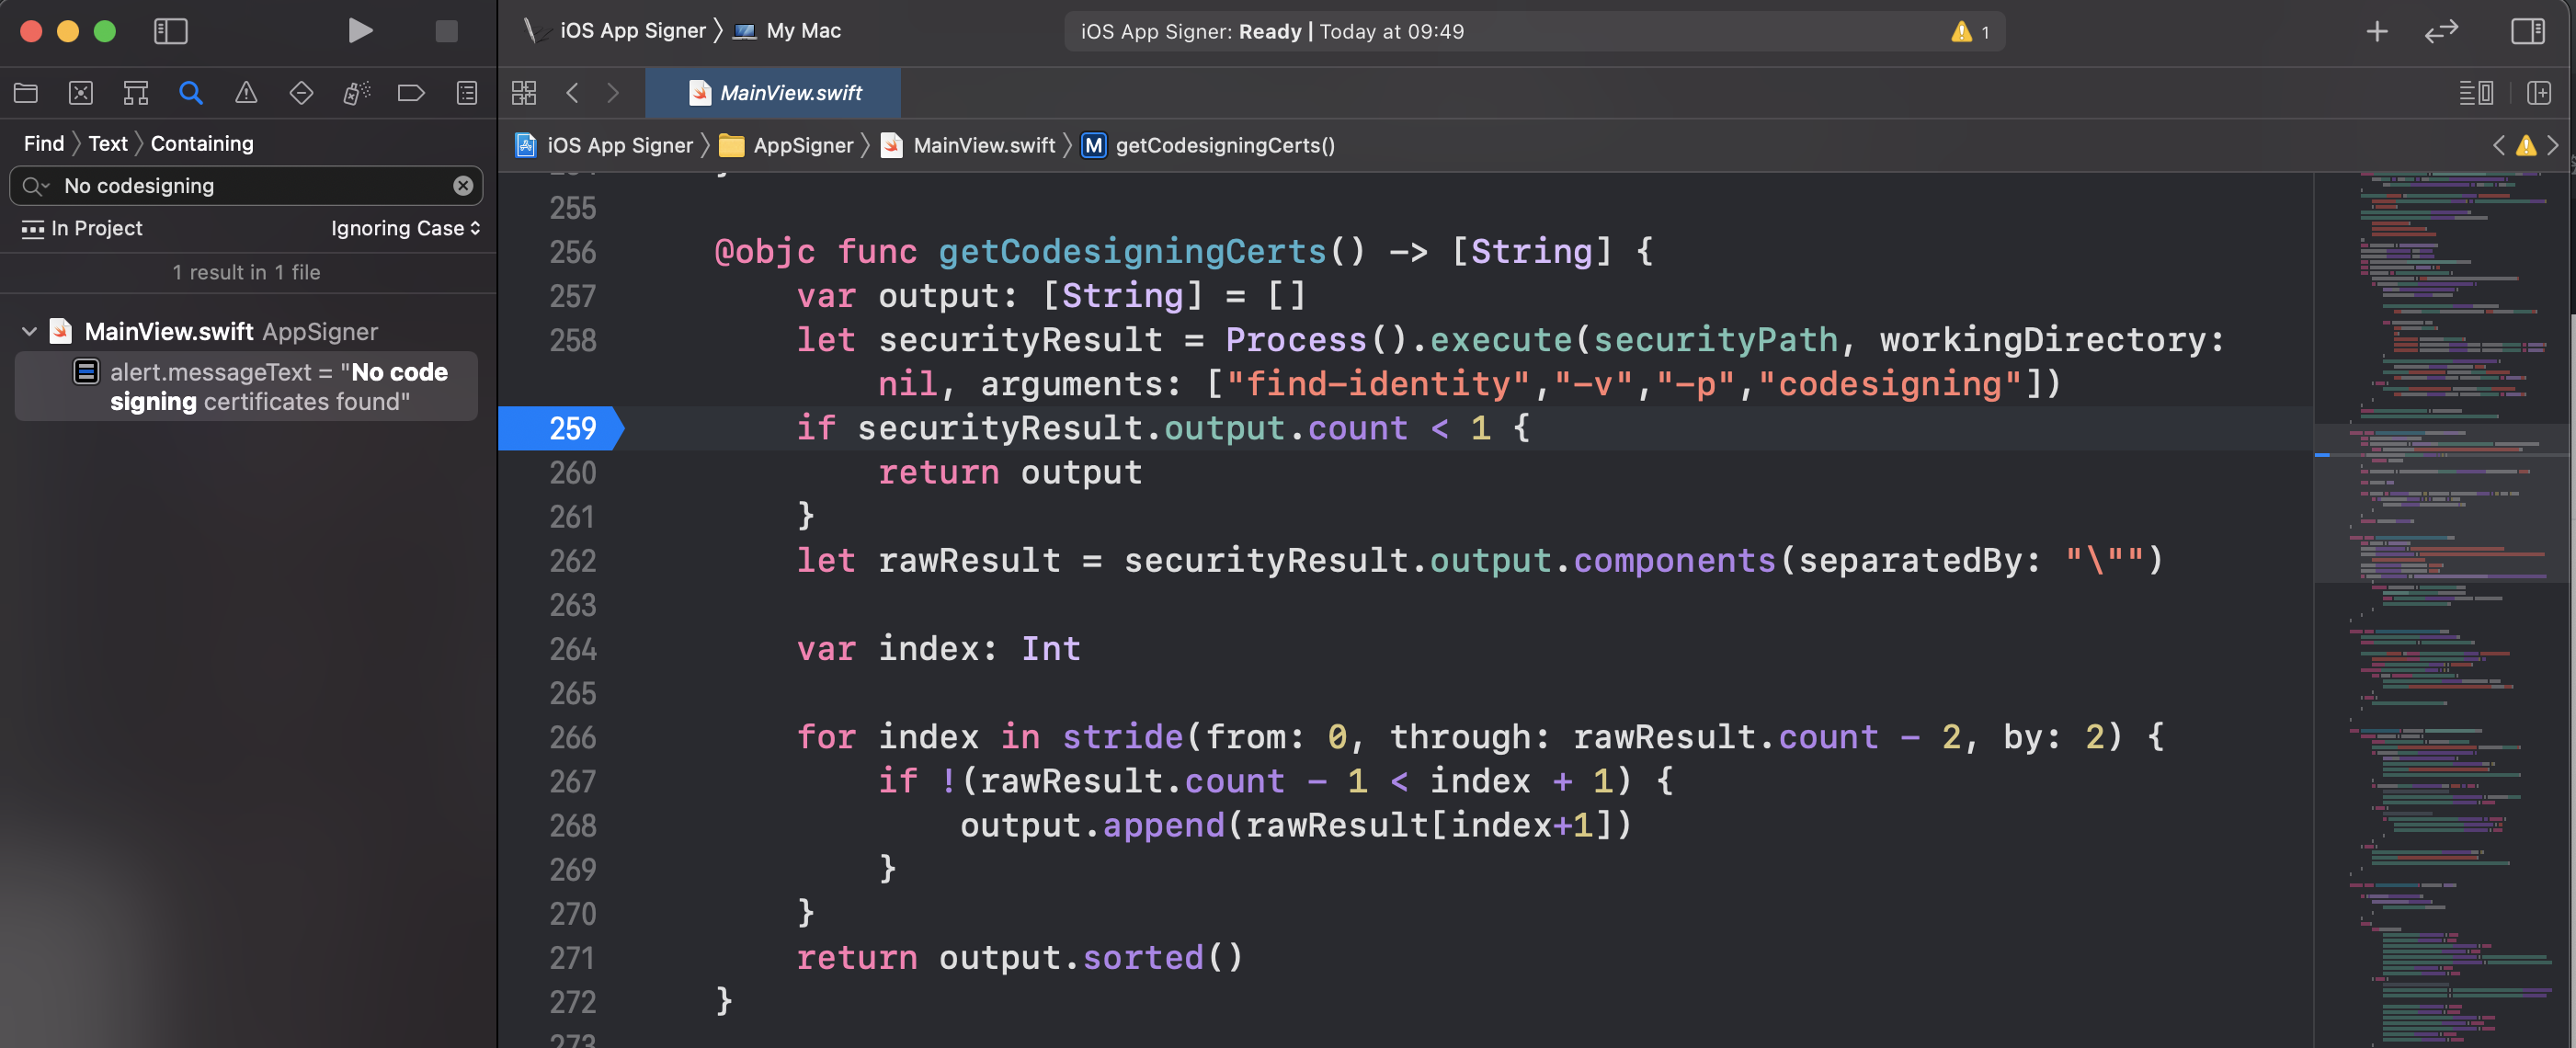 iOS App Signer 〉 My Mac
iOS App Signer: Ready | Today at 09:49
1
MainView.swift
Find 〉 Text 〉 Containing
No codesigning
In Project
Ignoring Case
1 result in 1 file
MainView.swift AppSigner
alert.messageText = "No code
signing certificates found"
iOS App Signer 〉 AppSigner 〉 MainView.swift 〉 M getCodesigningCerts()
255
256 @objc func getCodesigningCerts() -> [String] {
257 var output: [String] = []
258 let securityResult = Process().execute(securityPath, workingDirectory:
nil, arguments: ["find-identity","-v","-p","codesigning"])
259 if securityResult.output.count < 1 {
260 return output
261 }
262 let rawResult = securityResult.output.components(separatedBy: "\"")
263
264 var index: Int
265
266 for index in stride(from: 0, through: rawResult.count - 2, by: 2) {
267 if !(rawResult.count - 1 < index + 1) {
268 output.append(rawResult[index+1])
269 }
270 }
271 return output.sorted()
272 }
273